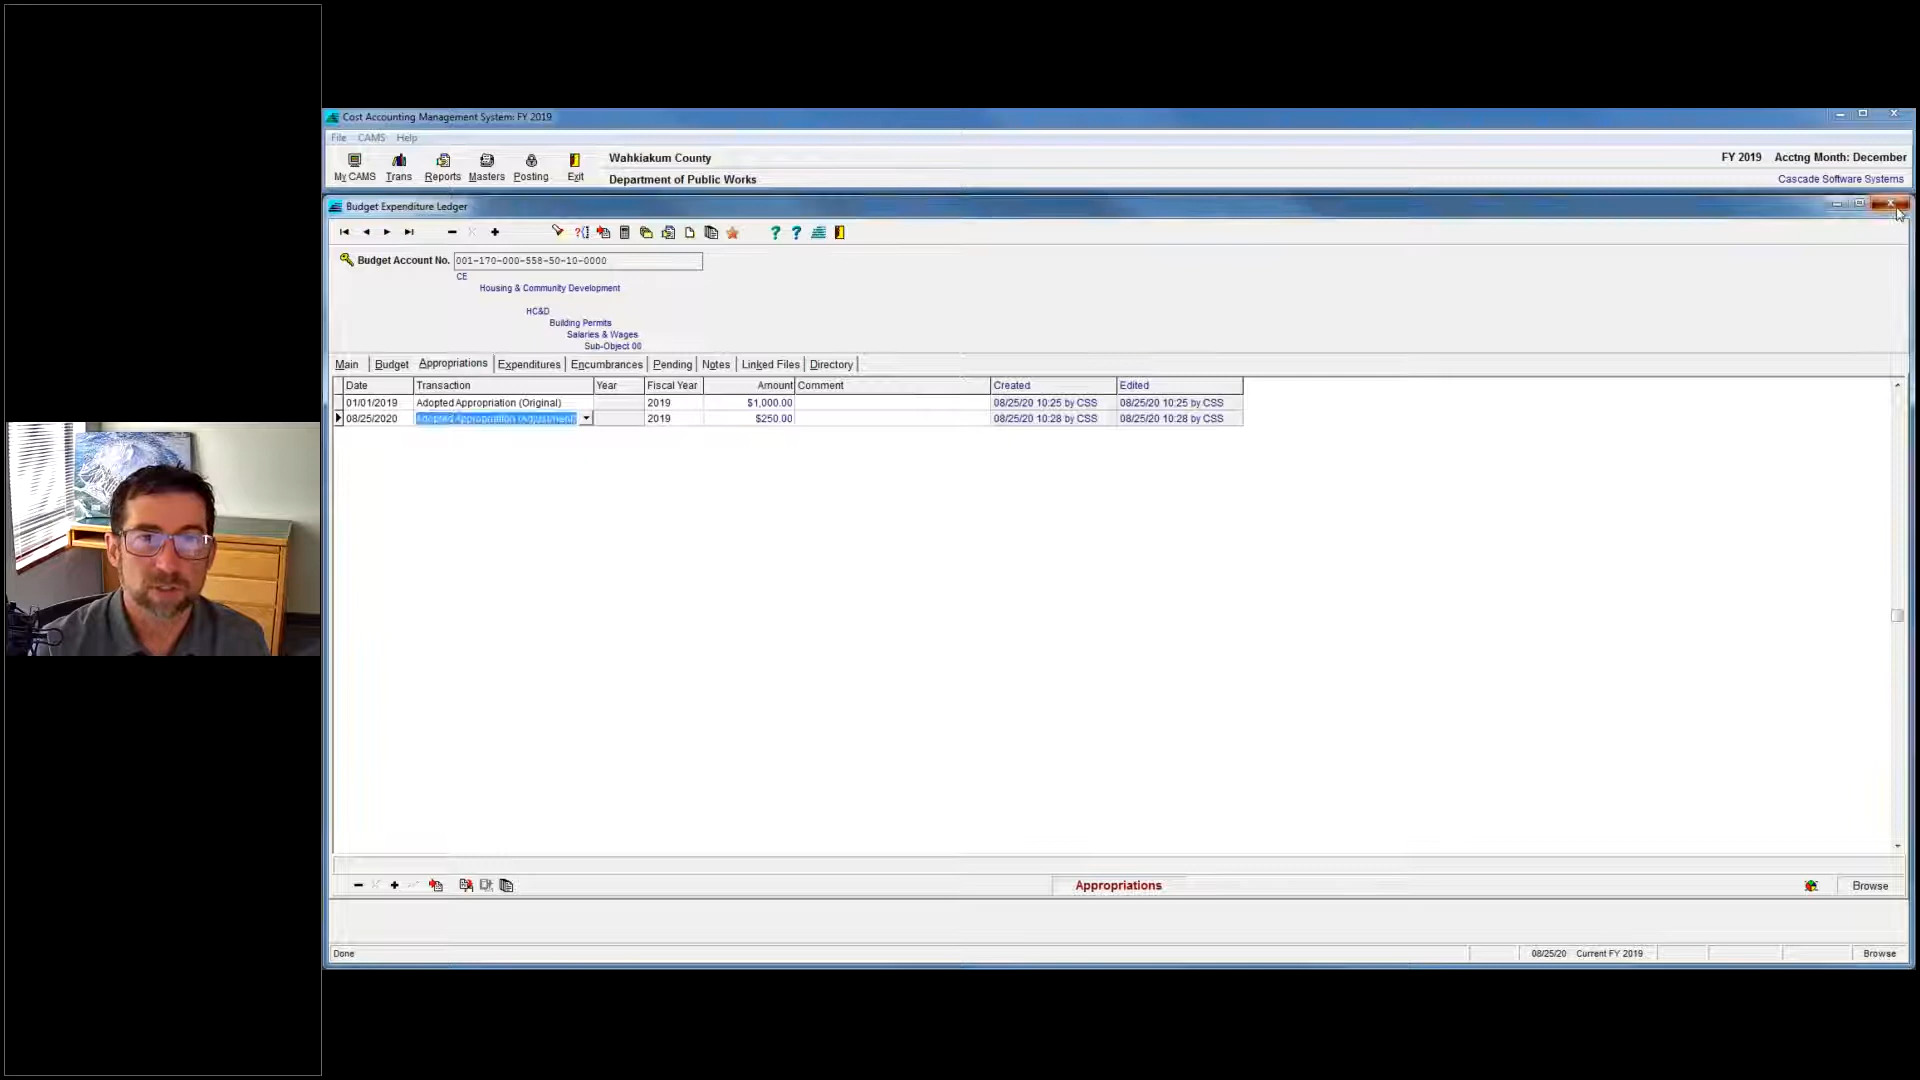 Cost Accounting Management System: FY 2019
File CAMS Help
My CAMS Trans Reports Masters Posting Exit
Wahkiakum County
Department of Public Works
FY 2019 Acctng Month: December
Cascade Software Systems
Budget Expenditure Ledger
Budget Account No. 001-170-000-558-50-10-0000
CE
Housing & Community Development
HC&D
Building Permits
Salaries & Wages
Sub-Object 00
Main Budget Appropriations Expenditures Encumbrances Pending Notes Linked Files Directory
Date Transaction Year Fiscal Year Amount Comment Created Edited
01/01/2019 Adopted Appropriation (Original) 2019 $1,000.00 08/25/20 10:25 by CSS 08/25/20 10:25 by CSS
08/25/2020 Adopted Appropriation (Adjustment) 2019 $250.00 08/25/20 10:28 by CSS 08/25/20 10:28 by CSS
Appropriations Browse
Done 08/25/20 Current FY 2019 Browse